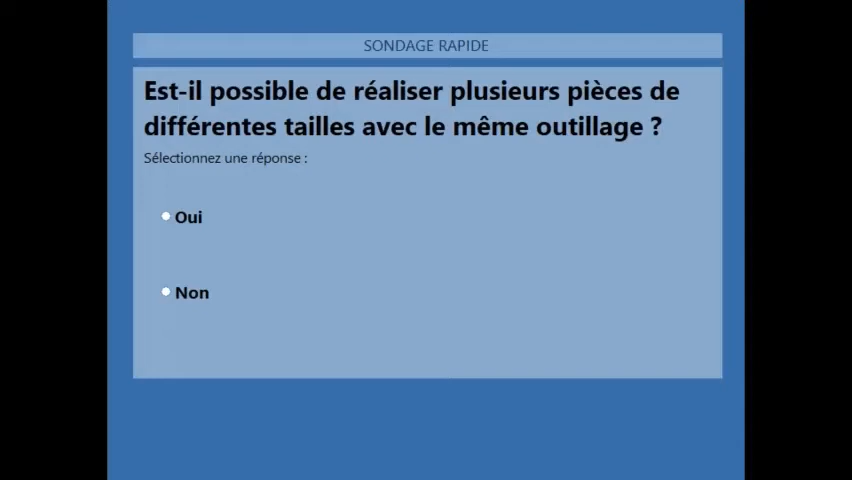 SONDAGE RAPIDE
Est-il possible de réaliser plusieurs pièces de
différentes tailles avec le même outillage ?
Sélectionnez une réponse :
Oui
Non